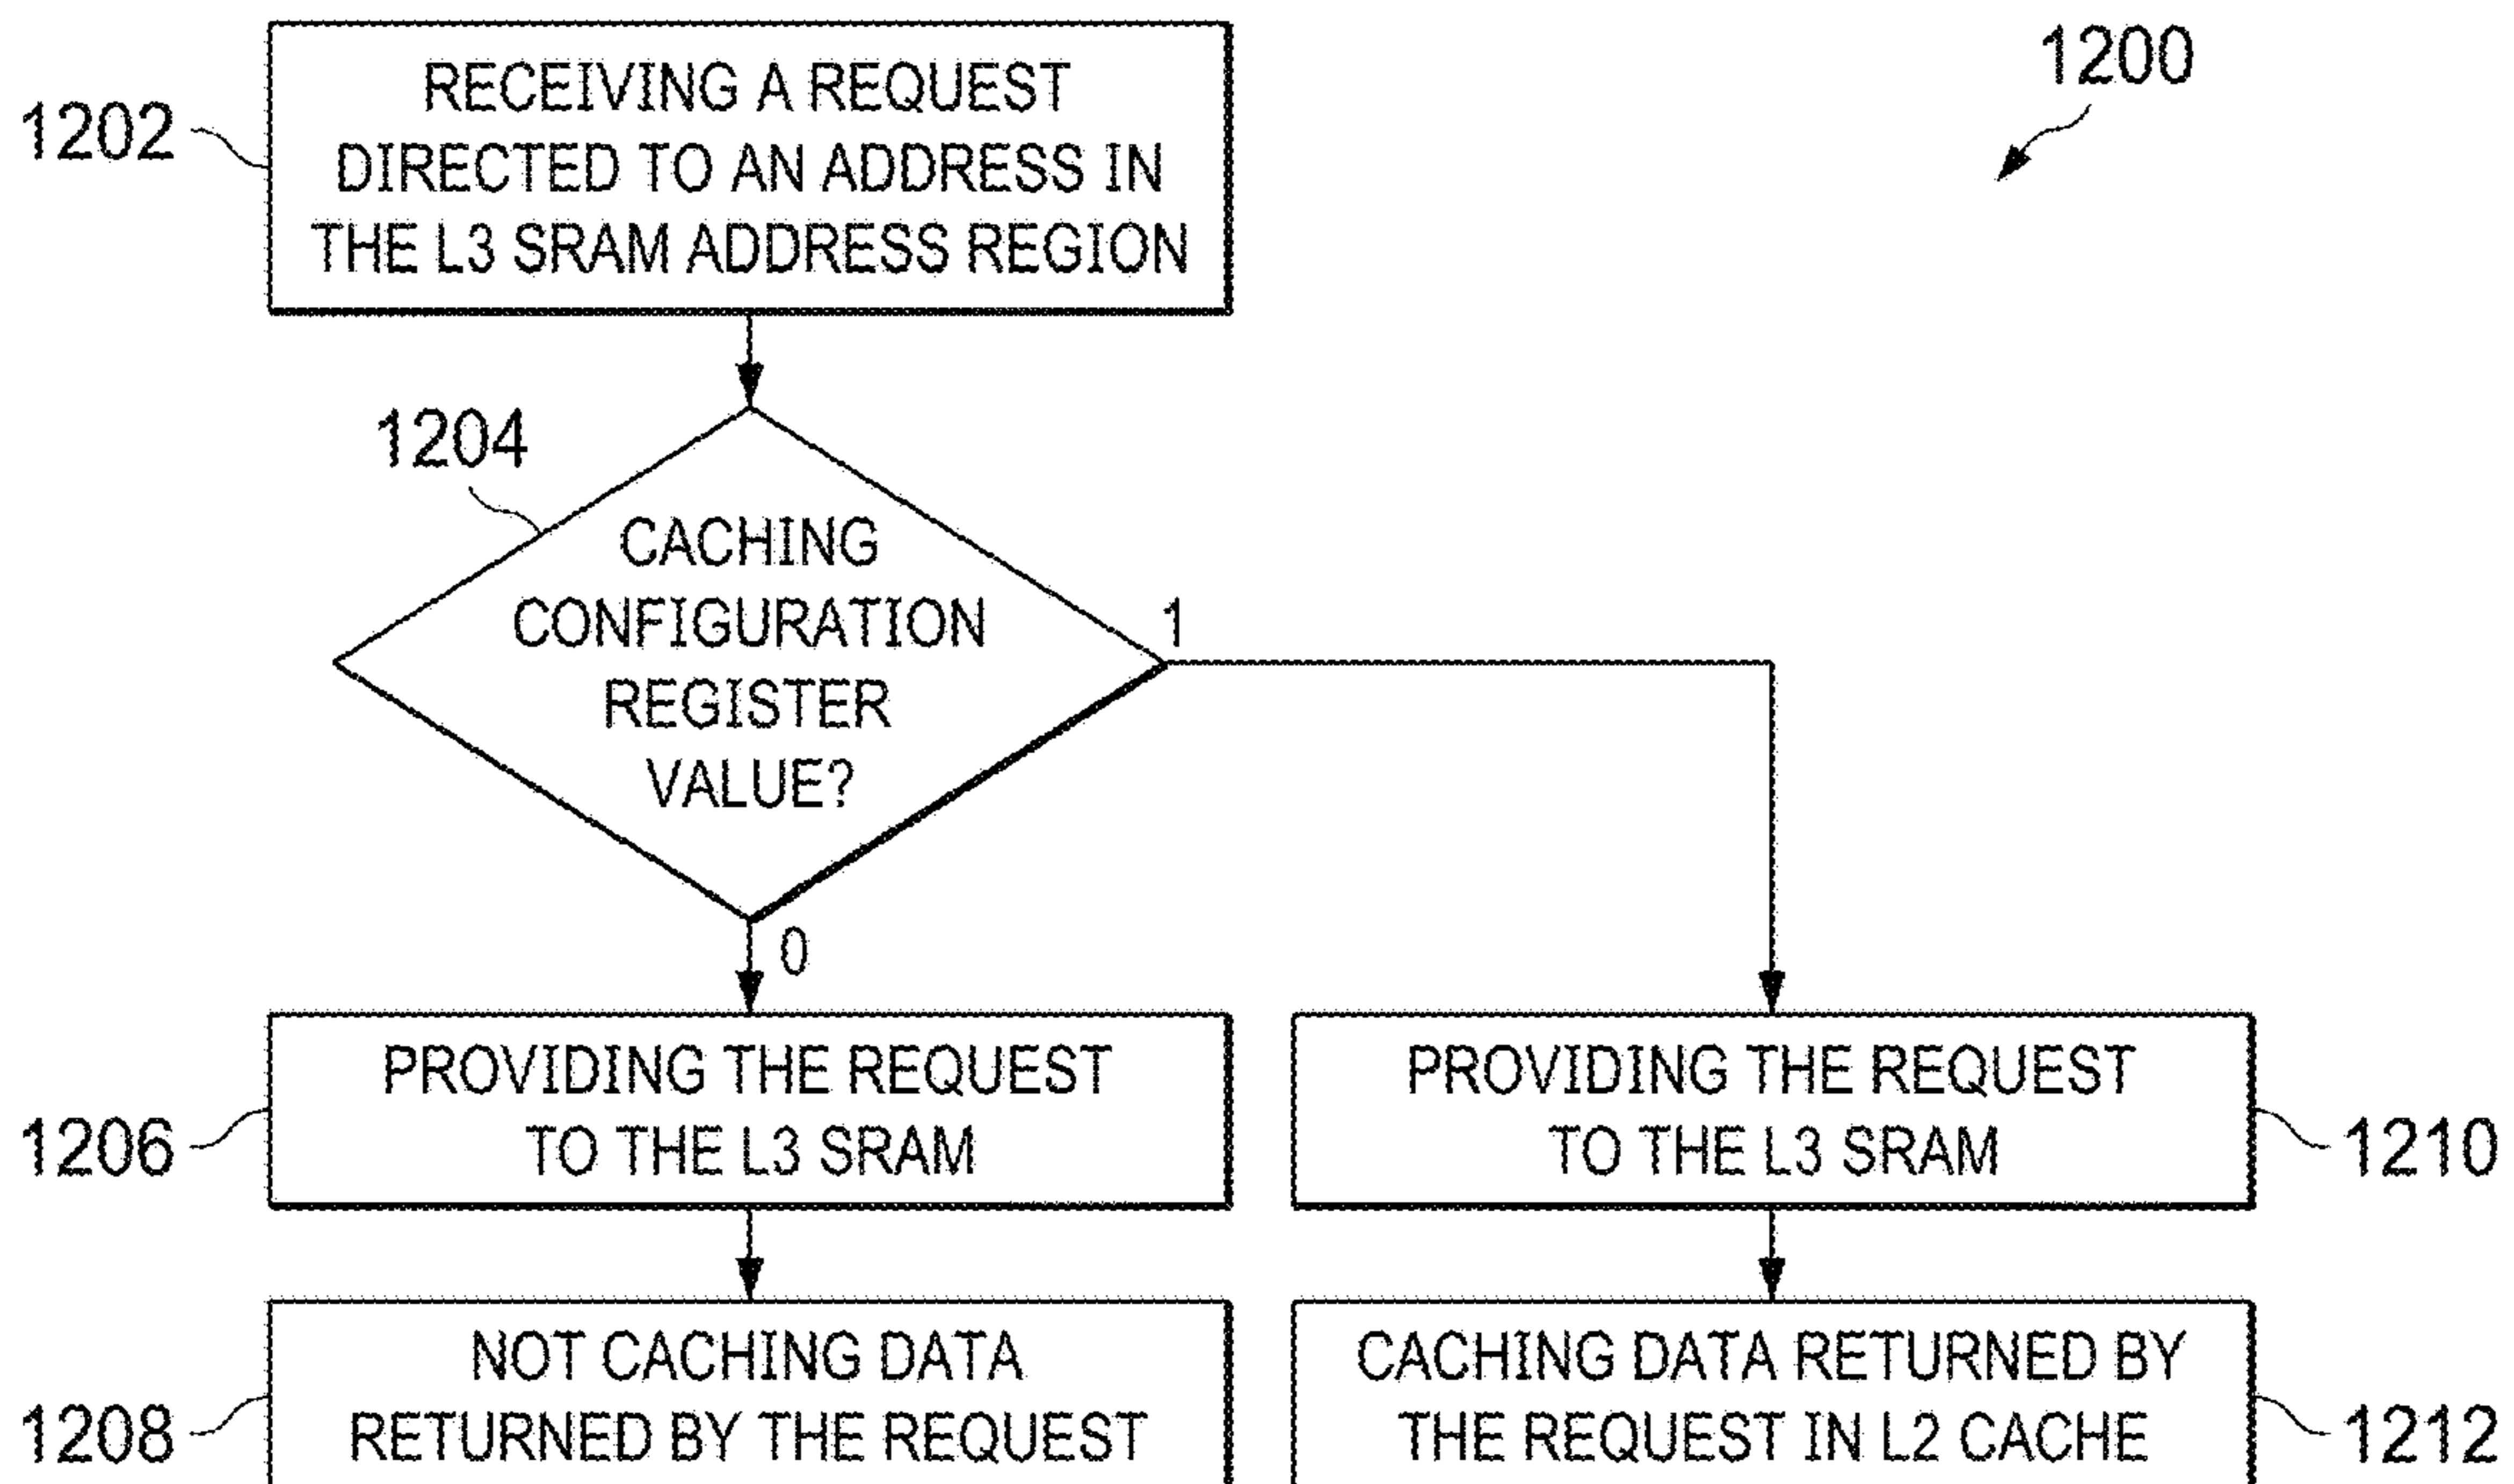 1200
1202
RECEIVING A REQUEST
DIRECTED TO AN ADDRESS IN
THE L3 SRAM ADDRESS REGION
1204
CACHING
CONFIGURATION
REGISTER
VALUE?
1
0
1206
PROVIDING THE REQUEST
TO THE L3 SRAM
PROVIDING THE REQUEST
TO THE L3 SRAM
1210
1208
NOT CACHING DATA
RETURNED BY THE REQUEST
CACHING DATA RETURNED BY
THE REQUEST IN L2 CACHE
1212